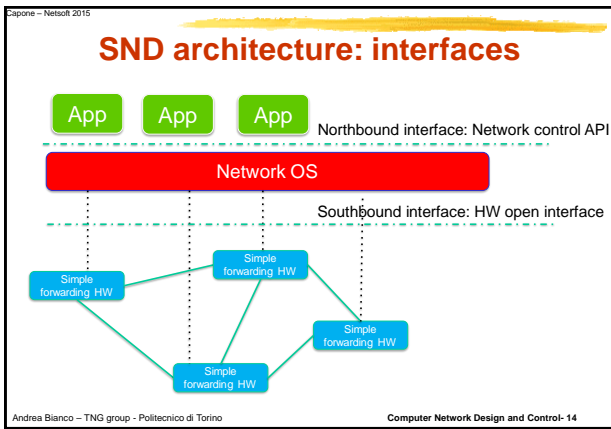 Capone – Netsoft 2015
SND architecture: interfaces
App
App
App
Northbound interface: Network control API
Network OS
Southbound interface: HW open interface
Simple
forwarding HW
Simple
forwarding HW
Simple
forwarding HW
Simple
forwarding HW
Andrea Bianco – TNG group - Politecnico di Torino
Computer Network Design and Control- 14